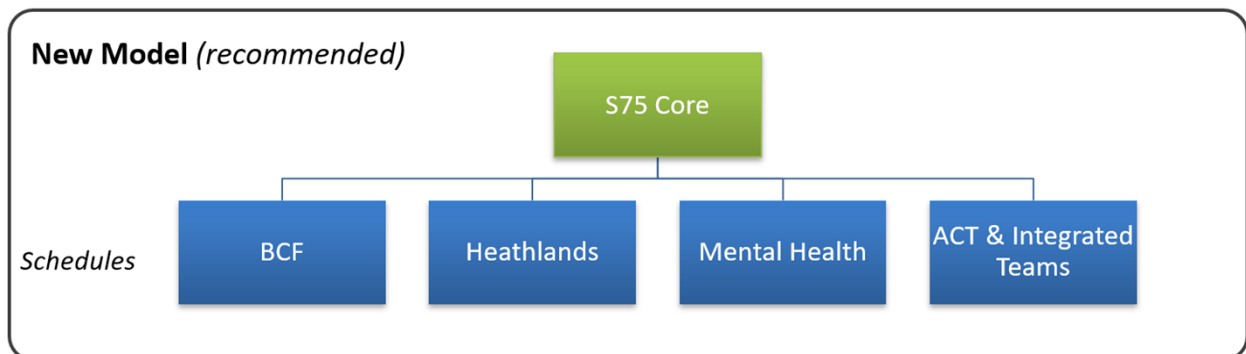 New Model (recommended)
S75 Core
Schedules
BCF
Heathlands
Mental Health
ACT & Integrated
Teams